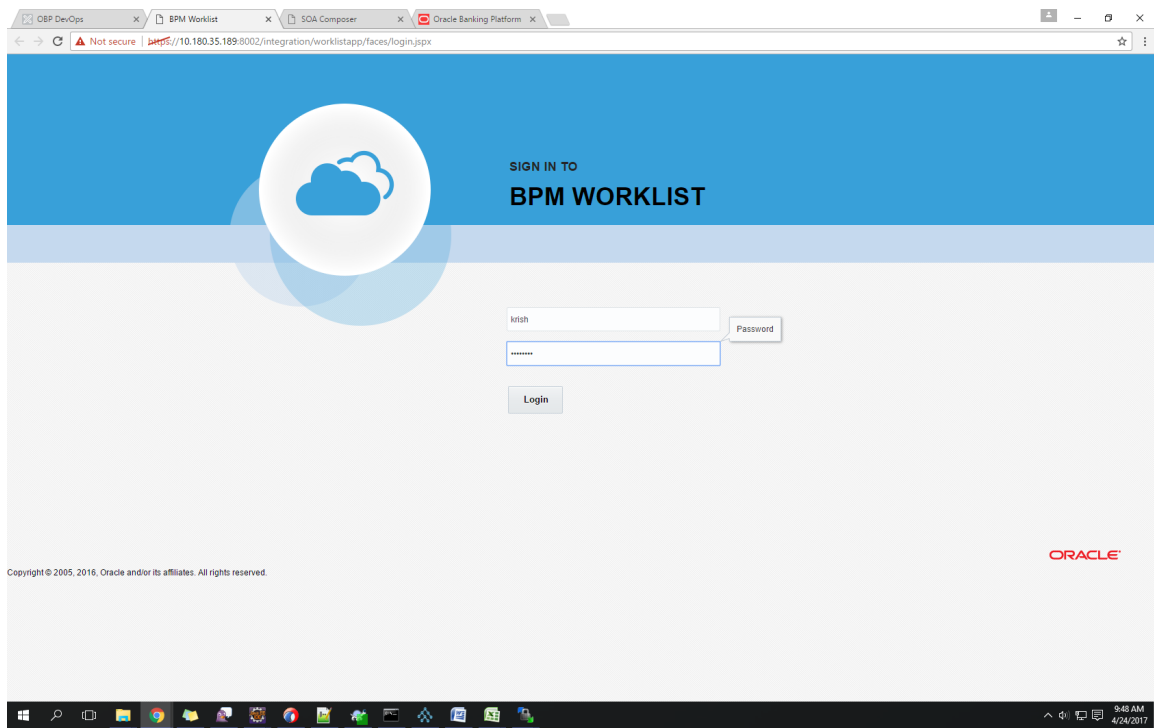 OBP DevOps
BPM Worklist
SOA Composer
Oracle Banking Platform
Not secure | https://10.180.35.189:8002/integration/worklistapp/faces/login.jspx
SIGN IN TO
BPM WORKLIST
krish
Password
••••••••
Login
ORACLE
Copyright © 2005, 2016, Oracle and/or its affiliates. All rights reserved.
9:48 AM
4/24/2017